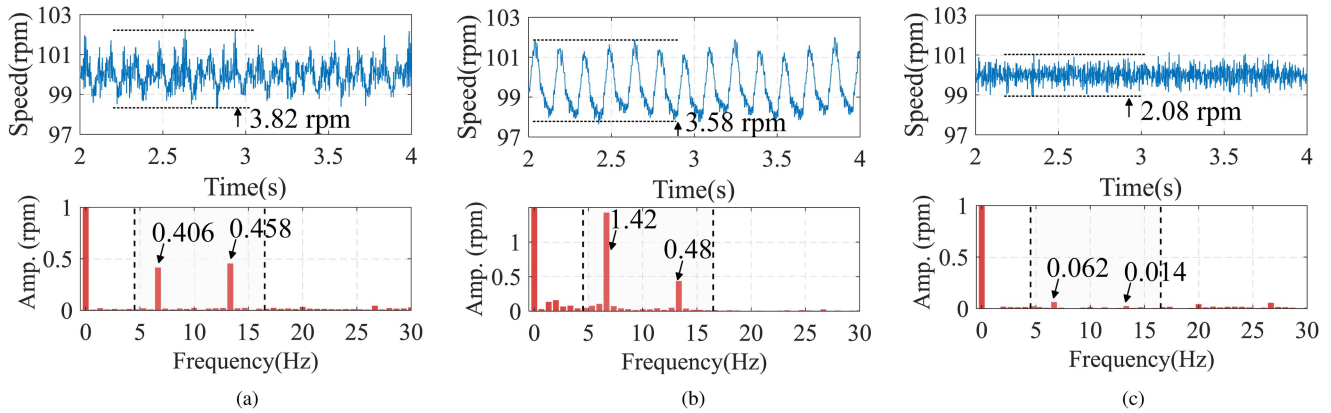 103
101
99
97
Speed(rpm)
3.82 rpm
2 2.5 3 3.5 4
Time(s)
1
0.5
0
Amp. (rpm)
0.406
0.458
0 5 10 15 20 25 30
Frequency(Hz)
(a)
103
101
99
97
Speed(rpm)
3.58 rpm
2 2.5 3 3.5 4
Time(s)
1
0.5
0
Amp. (rpm)
1.42
0.48
0 5 10 15 20 25 30
Frequency(Hz)
(b)
103
101
99
97
Speed(rpm)
2.08 rpm
2 2.5 3 3.5 4
Time(s)
1
0.5
0
Amp. (rpm)
0.062
0.014
0 5 10 15 20 25 30
Frequency(Hz)
(c)